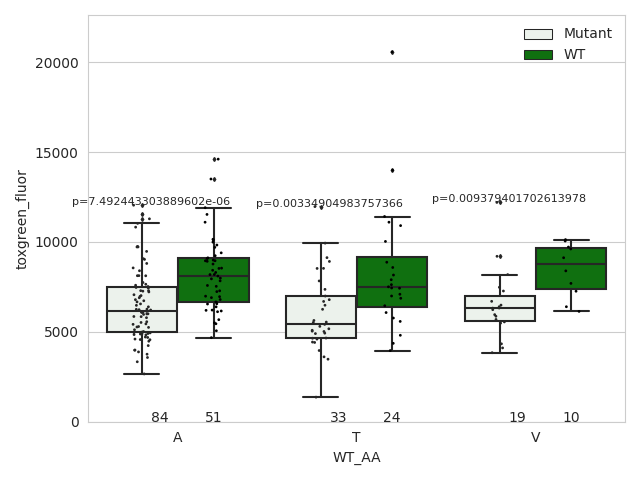 Mutant
WT
20000
15000
10000
5000
0
toxgreen_fluor
p=7.492443303889602e-06
p=0.00334904983757366
p=0.009379401702613978
84 51 33 24 19 10
A T V
WT_AA